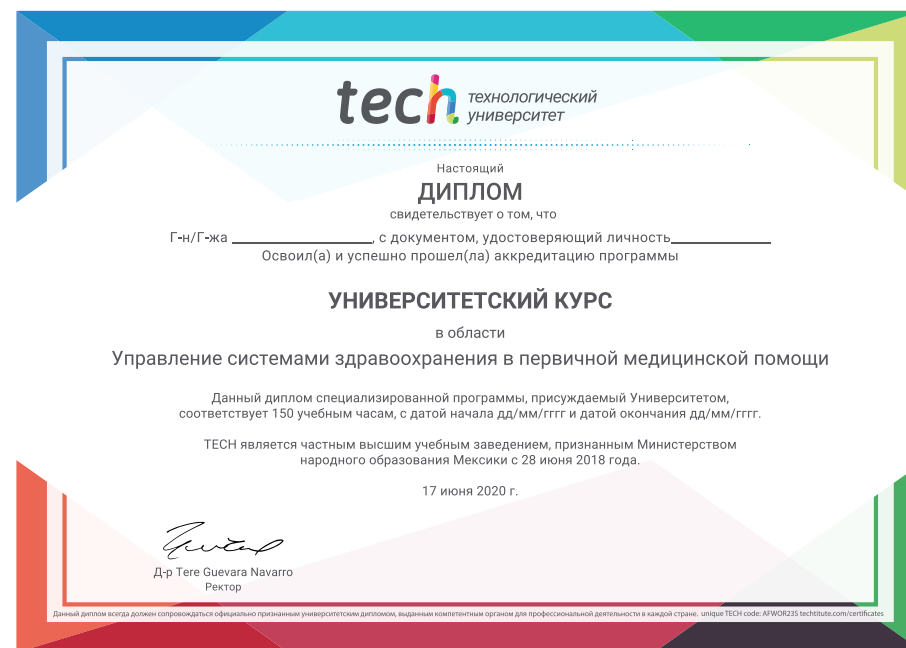 tech технологический
университет
Настоящий
ДИПЛОМ
свидетельствует о том, что
Г-н/Г-жа ____________________, с документом, удостоверяющий личность______________
Освоил(а) и успешно прошел(ла) аккредитацию программы
УНИВЕРСИТЕТСКИЙ КУРС
в области
Управление системами здравоохранения в первичной медицинской помощи
Данный диплом специализированной программы, присуждаемый Университетом,
соответствует 150 учебным часам, с датой начала дд/мм/гггг и датой окончания дд/мм/гггг.
TECH является частным высшим учебным заведением, признанным Министерством
народного образования Мексики с 28 июня 2018 года.
17 июня 2020 г.
Д-р Tere Guevara Navarro
Ректор
Данный диплом всегда должен сопровождаться официально признанным университетским дипломом, выданным компетентным органом для профессиональной деятельности в каждой стране. unique TECH code: AFWOR23S techtitute.com/certificates